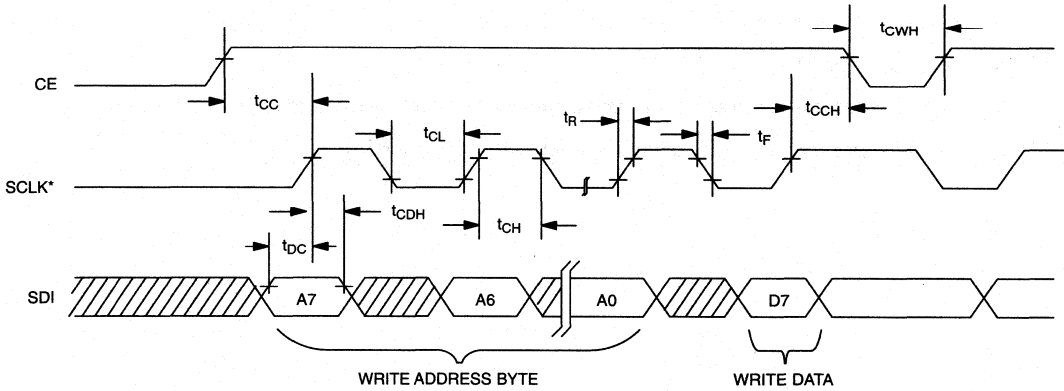 tCWH
CE
tCC
tCCH
tCL
tR
tF
SCLK*
tCDH
tCH
tDC
SDI
A7
A6
A0
D7
WRITE ADDRESS BYTE
WRITE DATA